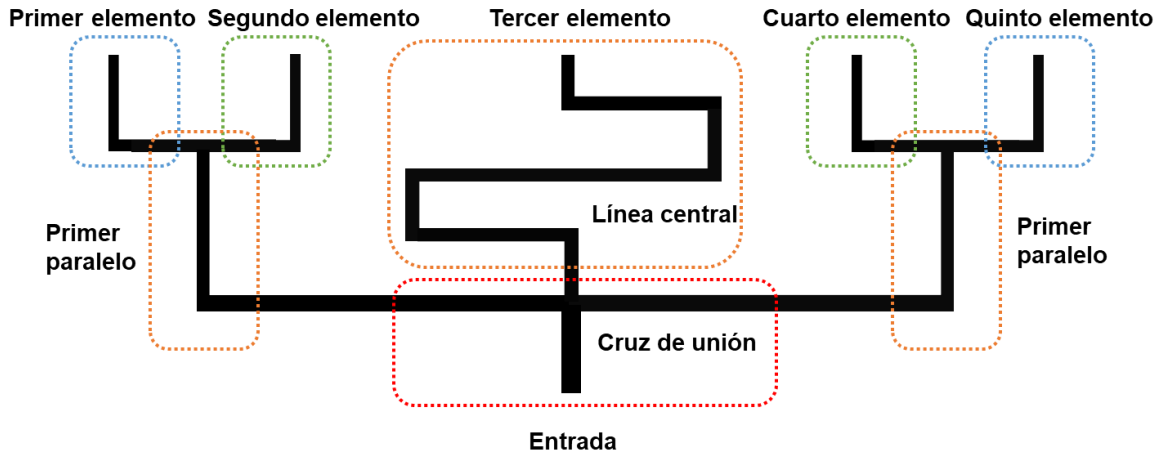 Primer elemento
Segundo elemento
Tercer elemento
Cuarto elemento
Quinto elemento
Línea central
Primer
paralelo
Primer
paralelo
Cruz de unión
Entrada